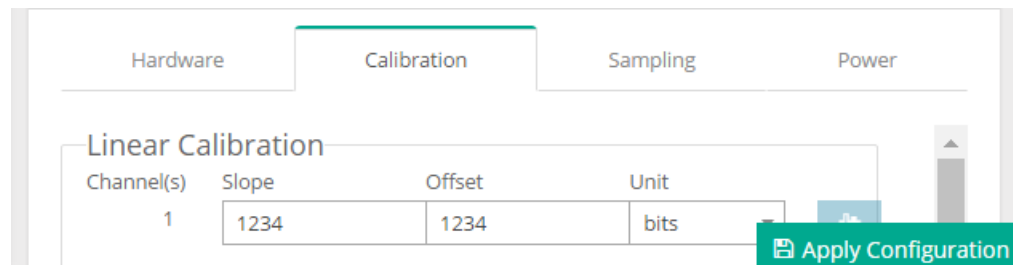 Hardware Calibration Sampling Power
Linear Calibration
Channel(s) Slope Offset Unit
1 1234 1234 bits
Apply Configuration